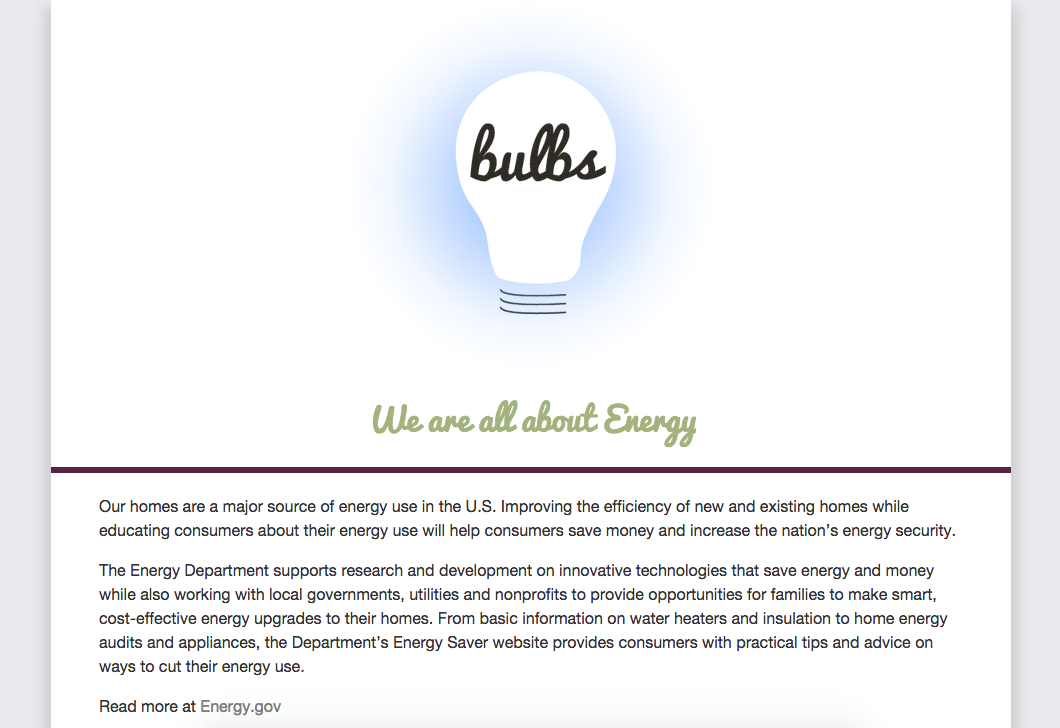 bulbs
We are all about Energy
Our homes are a major source of energy use in the U.S. Improving the efficiency of new and existing homes while
educating consumers about their energy use will help consumers save money and increase the nation’s energy security.
The Energy Department supports research and development on innovative technologies that save energy and money
while also working with local governments, utilities and nonprofits to provide opportunities for families to make smart,
cost-effective energy upgrades to their homes. From basic information on water heaters and insulation to home energy
audits and appliances, the Department’s Energy Saver website provides consumers with practical tips and advice on
ways to cut their energy use.
Read more at Energy.gov